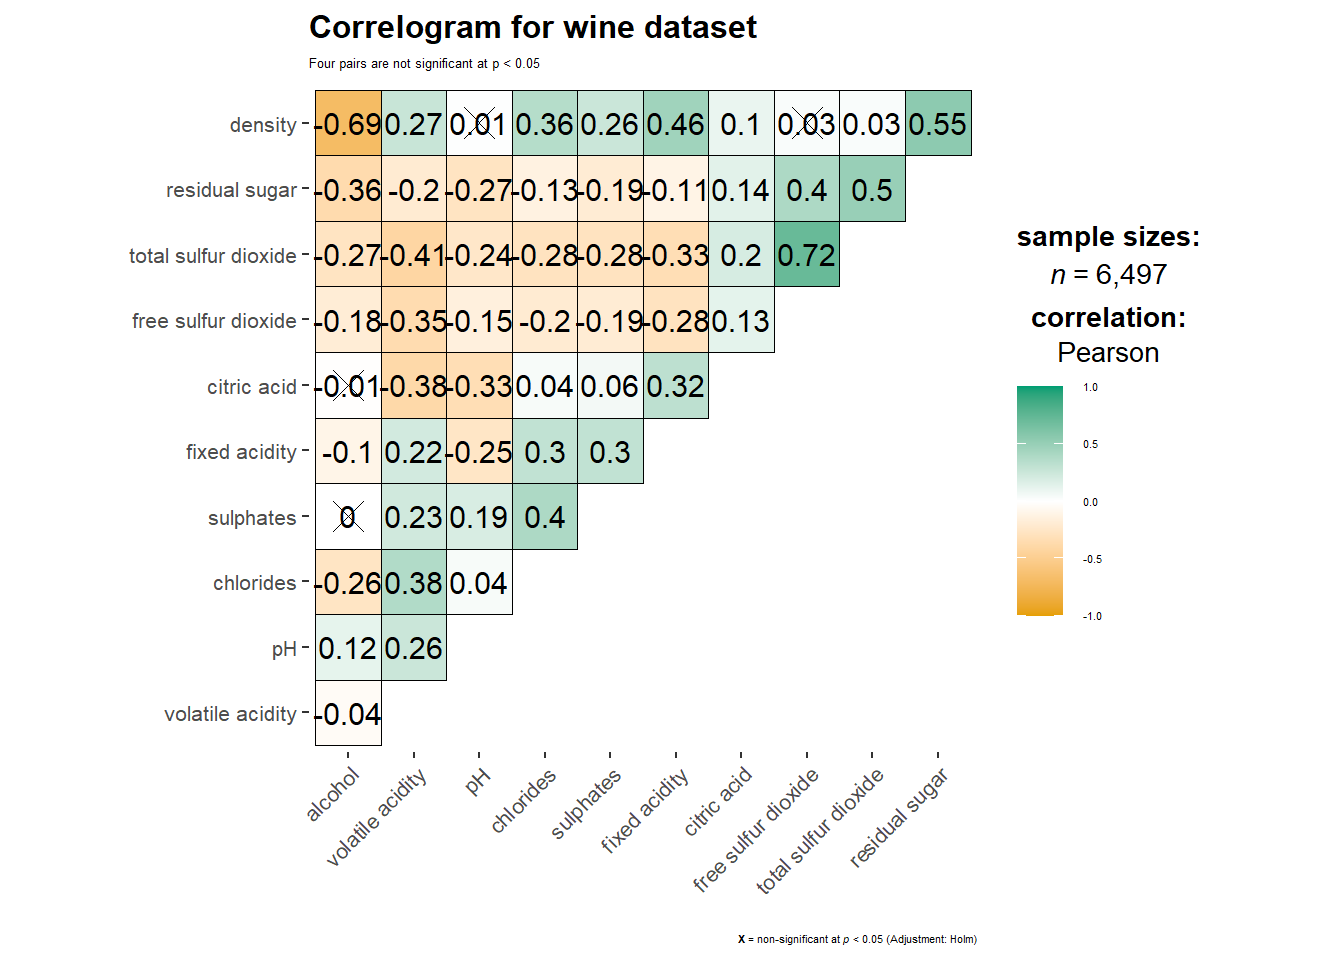 Correlogram for wine dataset
Four pairs are not significant at p < 0.05
density -0.69 0.27 0.01 0.36 0.26 0.46 0.1 0.03 0.03 0.55
residual sugar -0.36 -0.2 -0.27 -0.13 -0.19 -0.11 0.14 0.4 0.5
total sulfur dioxide -0.27 -0.41 -0.24 -0.28 -0.28 -0.33 0.2 0.72
free sulfur dioxide -0.18 -0.35 -0.15 -0.2 -0.19 -0.28 0.13
citric acid -0.01 -0.38 -0.33 0.04 0.06 0.32
fixed acidity -0.1 0.22 -0.25 0.3 0.3
sulphates 0 0.23 0.19 0.4
chlorides -0.26 0.38 0.04
pH 0.12 0.26
volatile acidity -0.04
alcohol
volatile acidity
pH
chlorides
sulphates
fixed acidity
citric acid
free sulfur dioxide
total sulfur dioxide
residual sugar
sample sizes:
n = 6,497
correlation:
Pearson
1.0
0.5
0.0
-0.5
-1.0
X = non-significant at p < 0.05 (Adjustment: Holm)